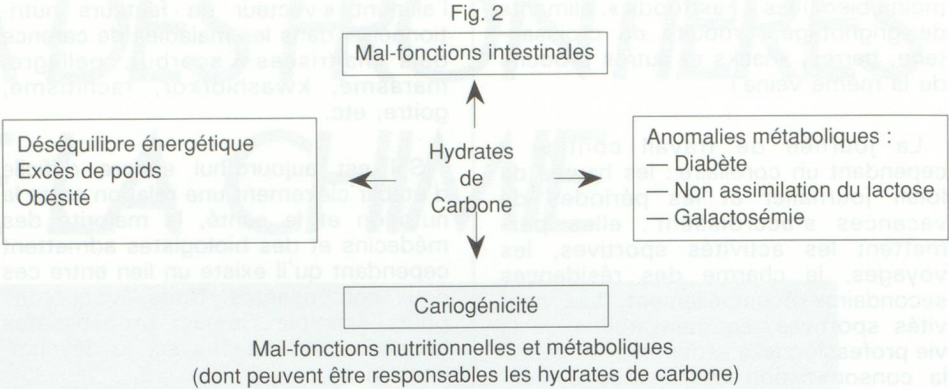 Fig. 2
Mal-fonctions intestinales
Déséquilibre énergétique
Excès de poids
Obésité
Hydrates
de
Carbone
Anomalies métaboliques :
— Diabète
— Non assimilation du lactose
— Galactosémie
Cariogénicité
Mal-fonctions nutritionnelles et métaboliques
(dont peuvent être responsables les hydrates de carbone)